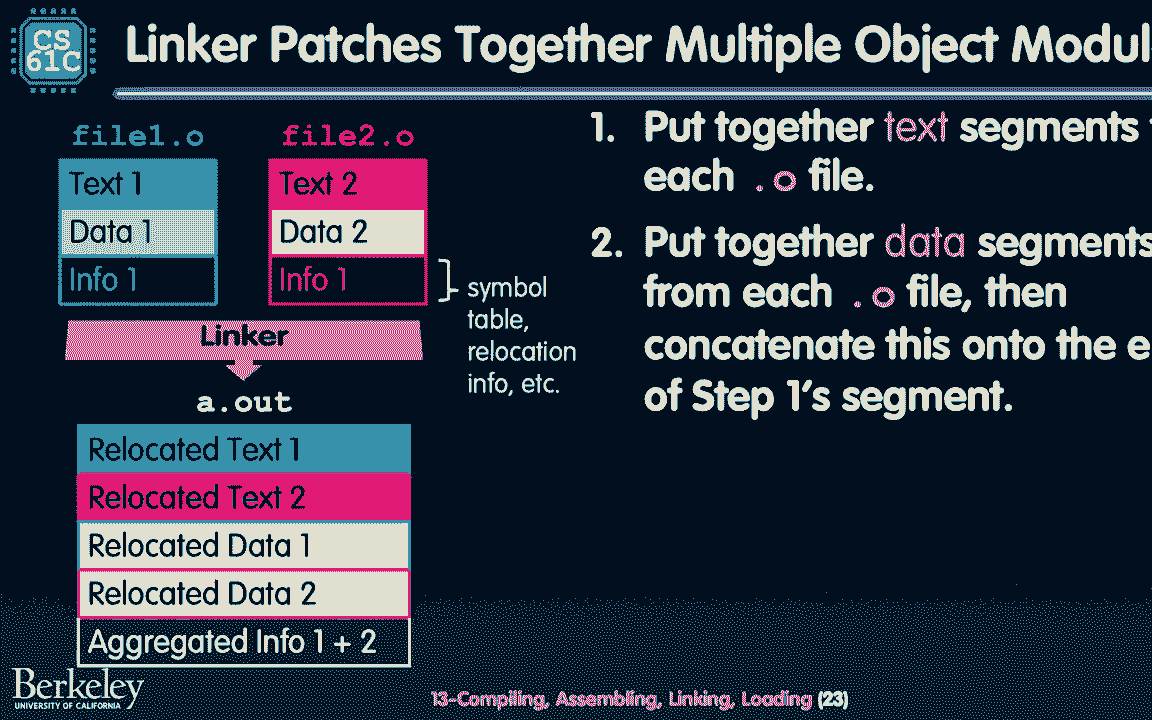 CS
61C
Linker Patches Together Multiple Object Modul
file1.o
Text 1
Data 1
Info 1
file2.o
Text 2
Data 2
Info 1
symbol
table,
relocation
info, etc.
Linker
a.out
Relocated Text 1
Relocated Text 2
Relocated Data 1
Relocated Data 2
Aggregated Info 1 + 2
1. Put together text segments
each .o file.
2. Put together data segments
from each .o file, then
concatenate this onto the e
of Step 1’s segment.
Berkeley
UNIVERSITY OF CALIFORNIA
13-Compiling, Assembling, Linking, Loading (23)